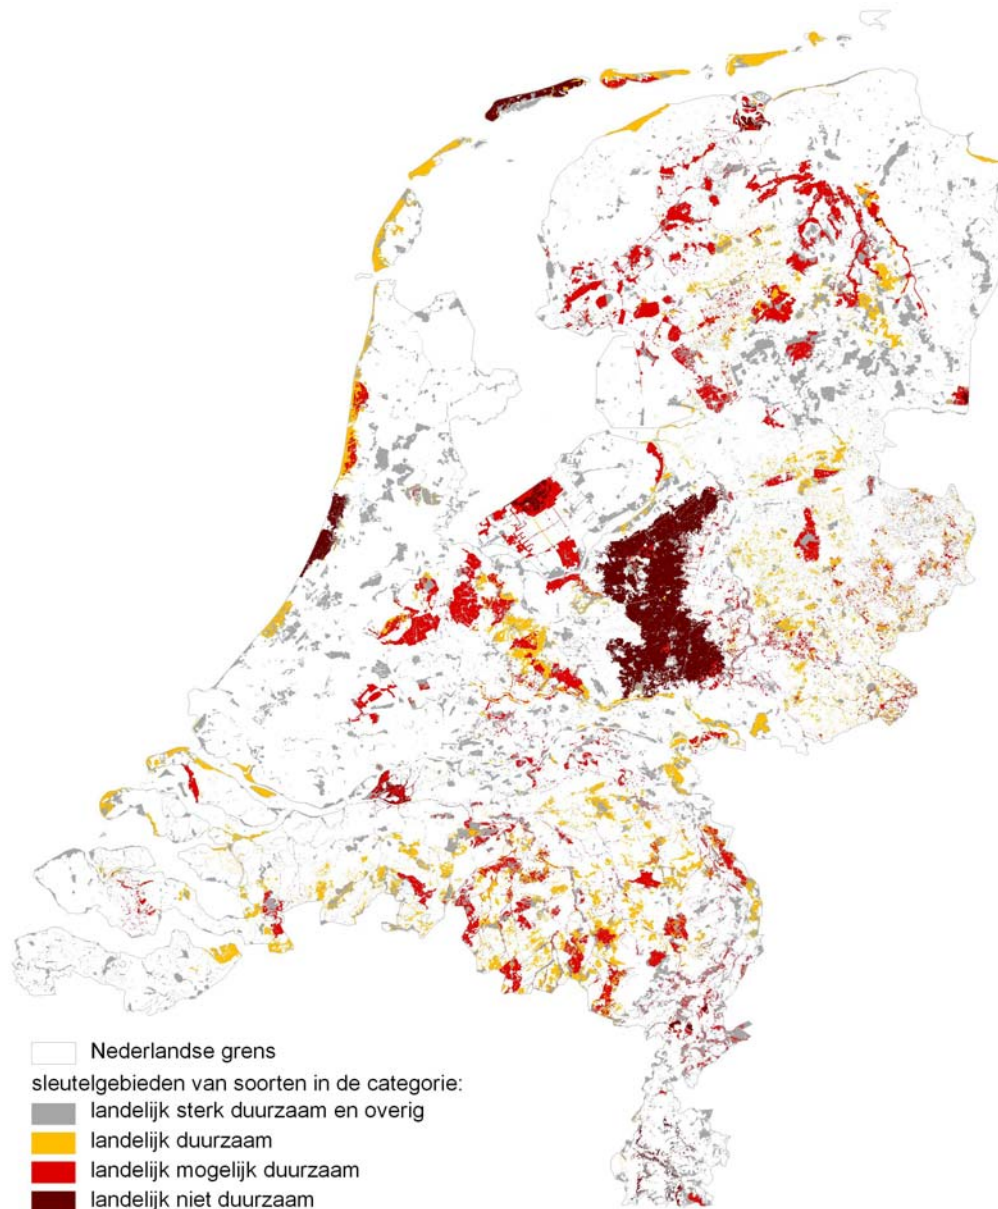 Nederlandse grens
sleutelgebieden van soorten in de categorie:
landelijk sterk duurzaam en overig
landelijk duurzaam
landelijk mogelijk duurzaam
landelijk niet duurzaam